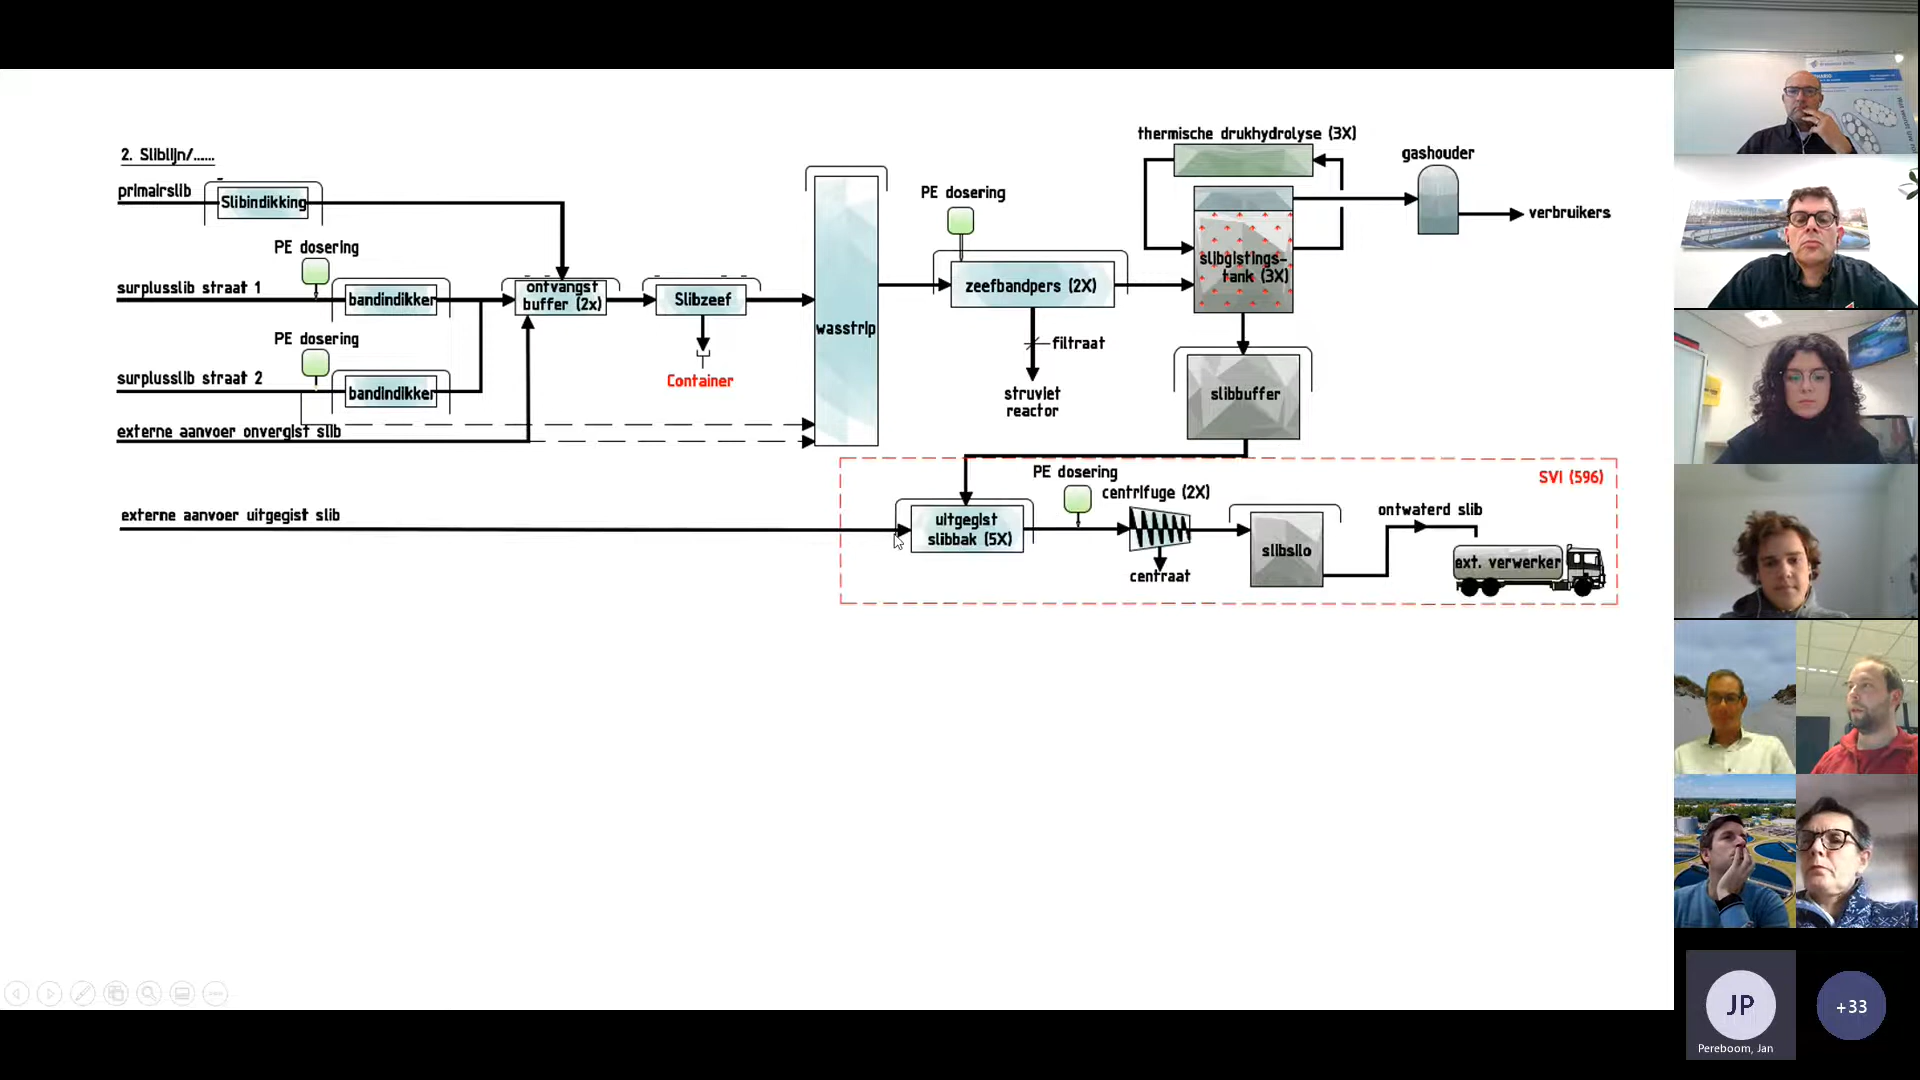 2. Sliblijn/......
primairslib
Slibindikking
PE dosering
surplusslib straat 1
bandindikker
PE dosering
surplusslib straat 2
bandindikker
externe aanvoer onvergist slib
externe aanvoer uitgegist slib
ontvangst
buffer (2x)
Slibzeef
Container
wasstrip
PE dosering
zeefbandpers (2X)
filtraat
struviet
reactor
thermische drukhydrolyse (3X)
slibgistings-
tank (3X)
gashouder
verbruikers
slibbuffer
SVI (596)
PE dosering
centrifuge (2X)
uitgegist
slibbak (5X)
centraat
slibsilo
ontwaterd slib
ext. verwerker
JP
Pereboom, Jan
+33